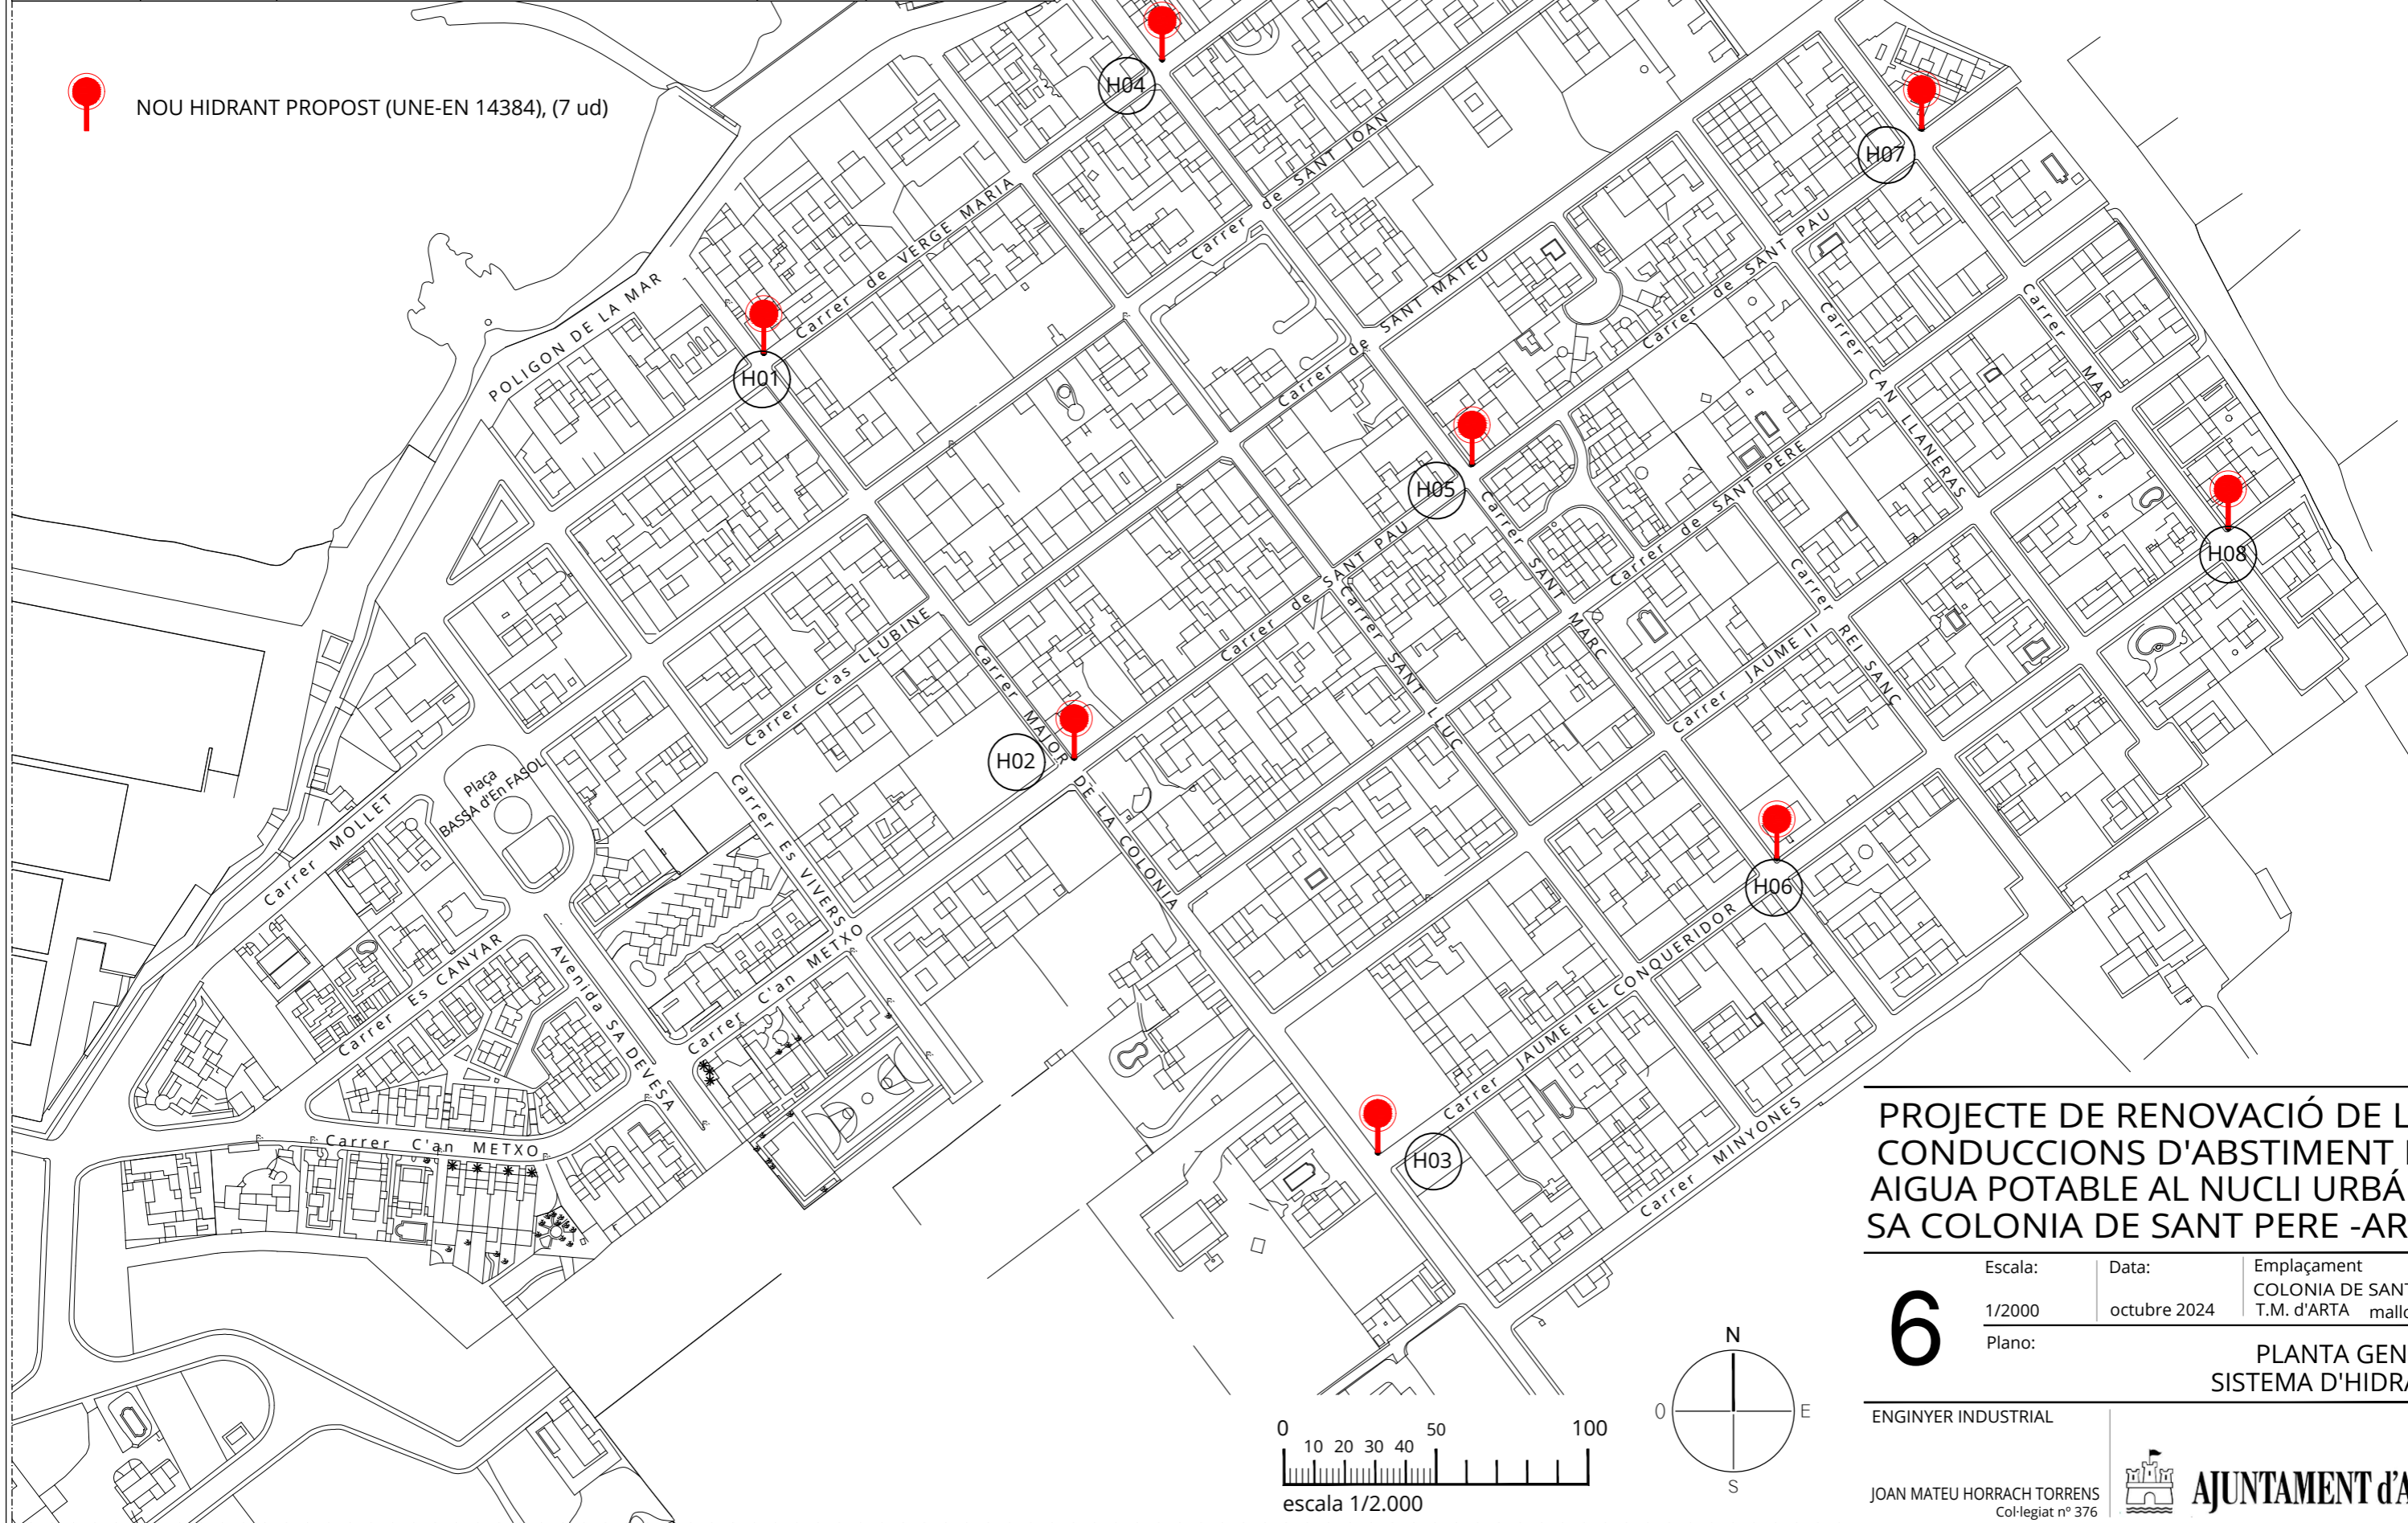 NOU HIDRANT PROPOST (UNE-EN 14384), (7 ud)
H04
H07
H01
H05
H08
H02
H06
H03
Carrer de SANT JOAN
Carrer de VERGE MARIA
POLIGON DE LA MAR
Carrer de SANT MATEU
Carrer de SANT PAU
Carrer CAN LLANERAS
Carrer MAR
Carrer de SANT PERE
Carrer de SANT PAU
Carrer SANT MARC
Carrer SANT LUC
Carrer REI SANC
Carrer JAUME II
Carrer C'as LLUBINE
Carrer MAJOR DE LA COLONIA
Plaça
BASSA d'En FASOL
Carrer MOLLET
Carrer Es VIVERS
Carrer Es CANYAR
Avenida SA DEVESA
Carrer C'an METXO
Carrer C'an METXO
Carrer JAUME I EL CONQUERIDOR
Carrer MINYONES
PROJECTE DE RENOVACIÓ DE L
CONDUCCIONS D'ABSTIMENT
AIGUA POTABLE AL NUCLI URBÁ
SA COLONIA DE SANT PERE -AR
6
Escala:
1/2000
Data:
octubre 2024
Emplaçament
COLONIA DE SANT
T.M. d'ARTA mallo
Plano:
PLANTA GEN
SISTEMA D'HIDRA
ENGINYER INDUSTRIAL
JOAN MATEU HORRACH TORRENS
Col·legiat nº 376
AJUNTAMENT d'A
N
O
E
S
0 10 20 30 40 50 100
escala 1/2.000